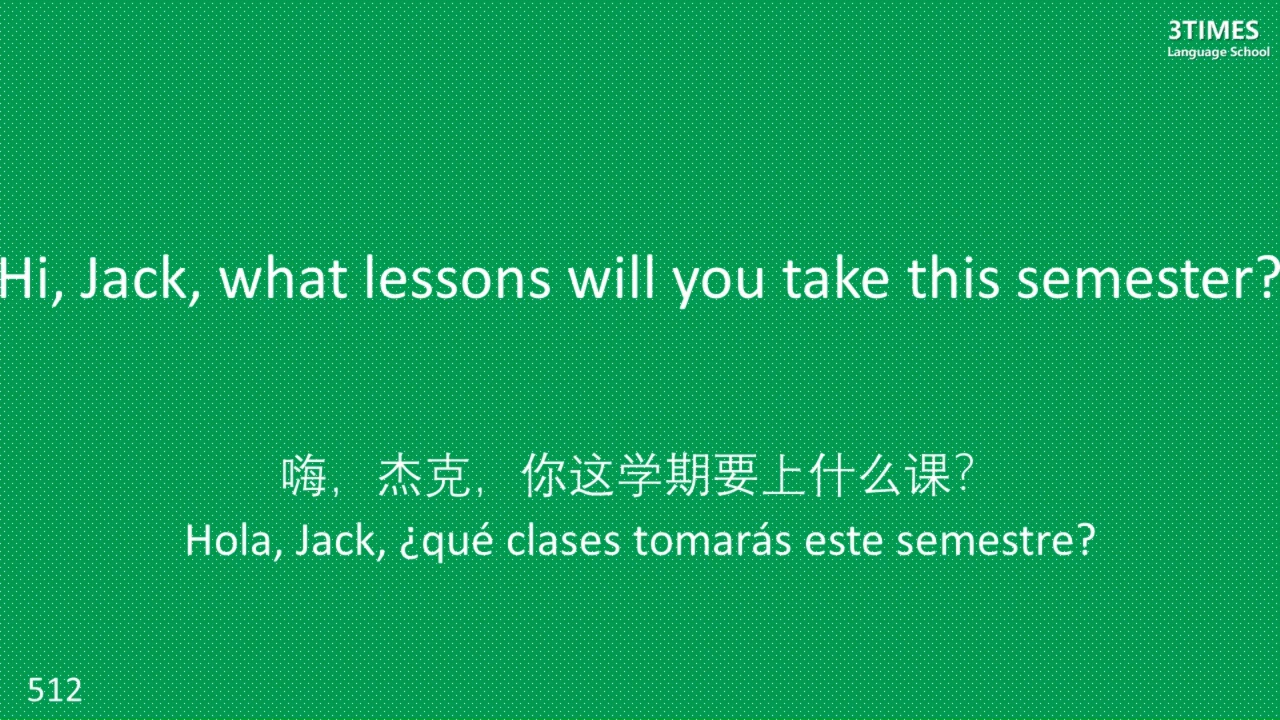 3TIMES
Language School
Hi, Jack, what lessons will you take this semester?
嗨，杰克，你这学期要上什么课？
Hola, Jack, ¿qué clases tomarás este semestre?
512